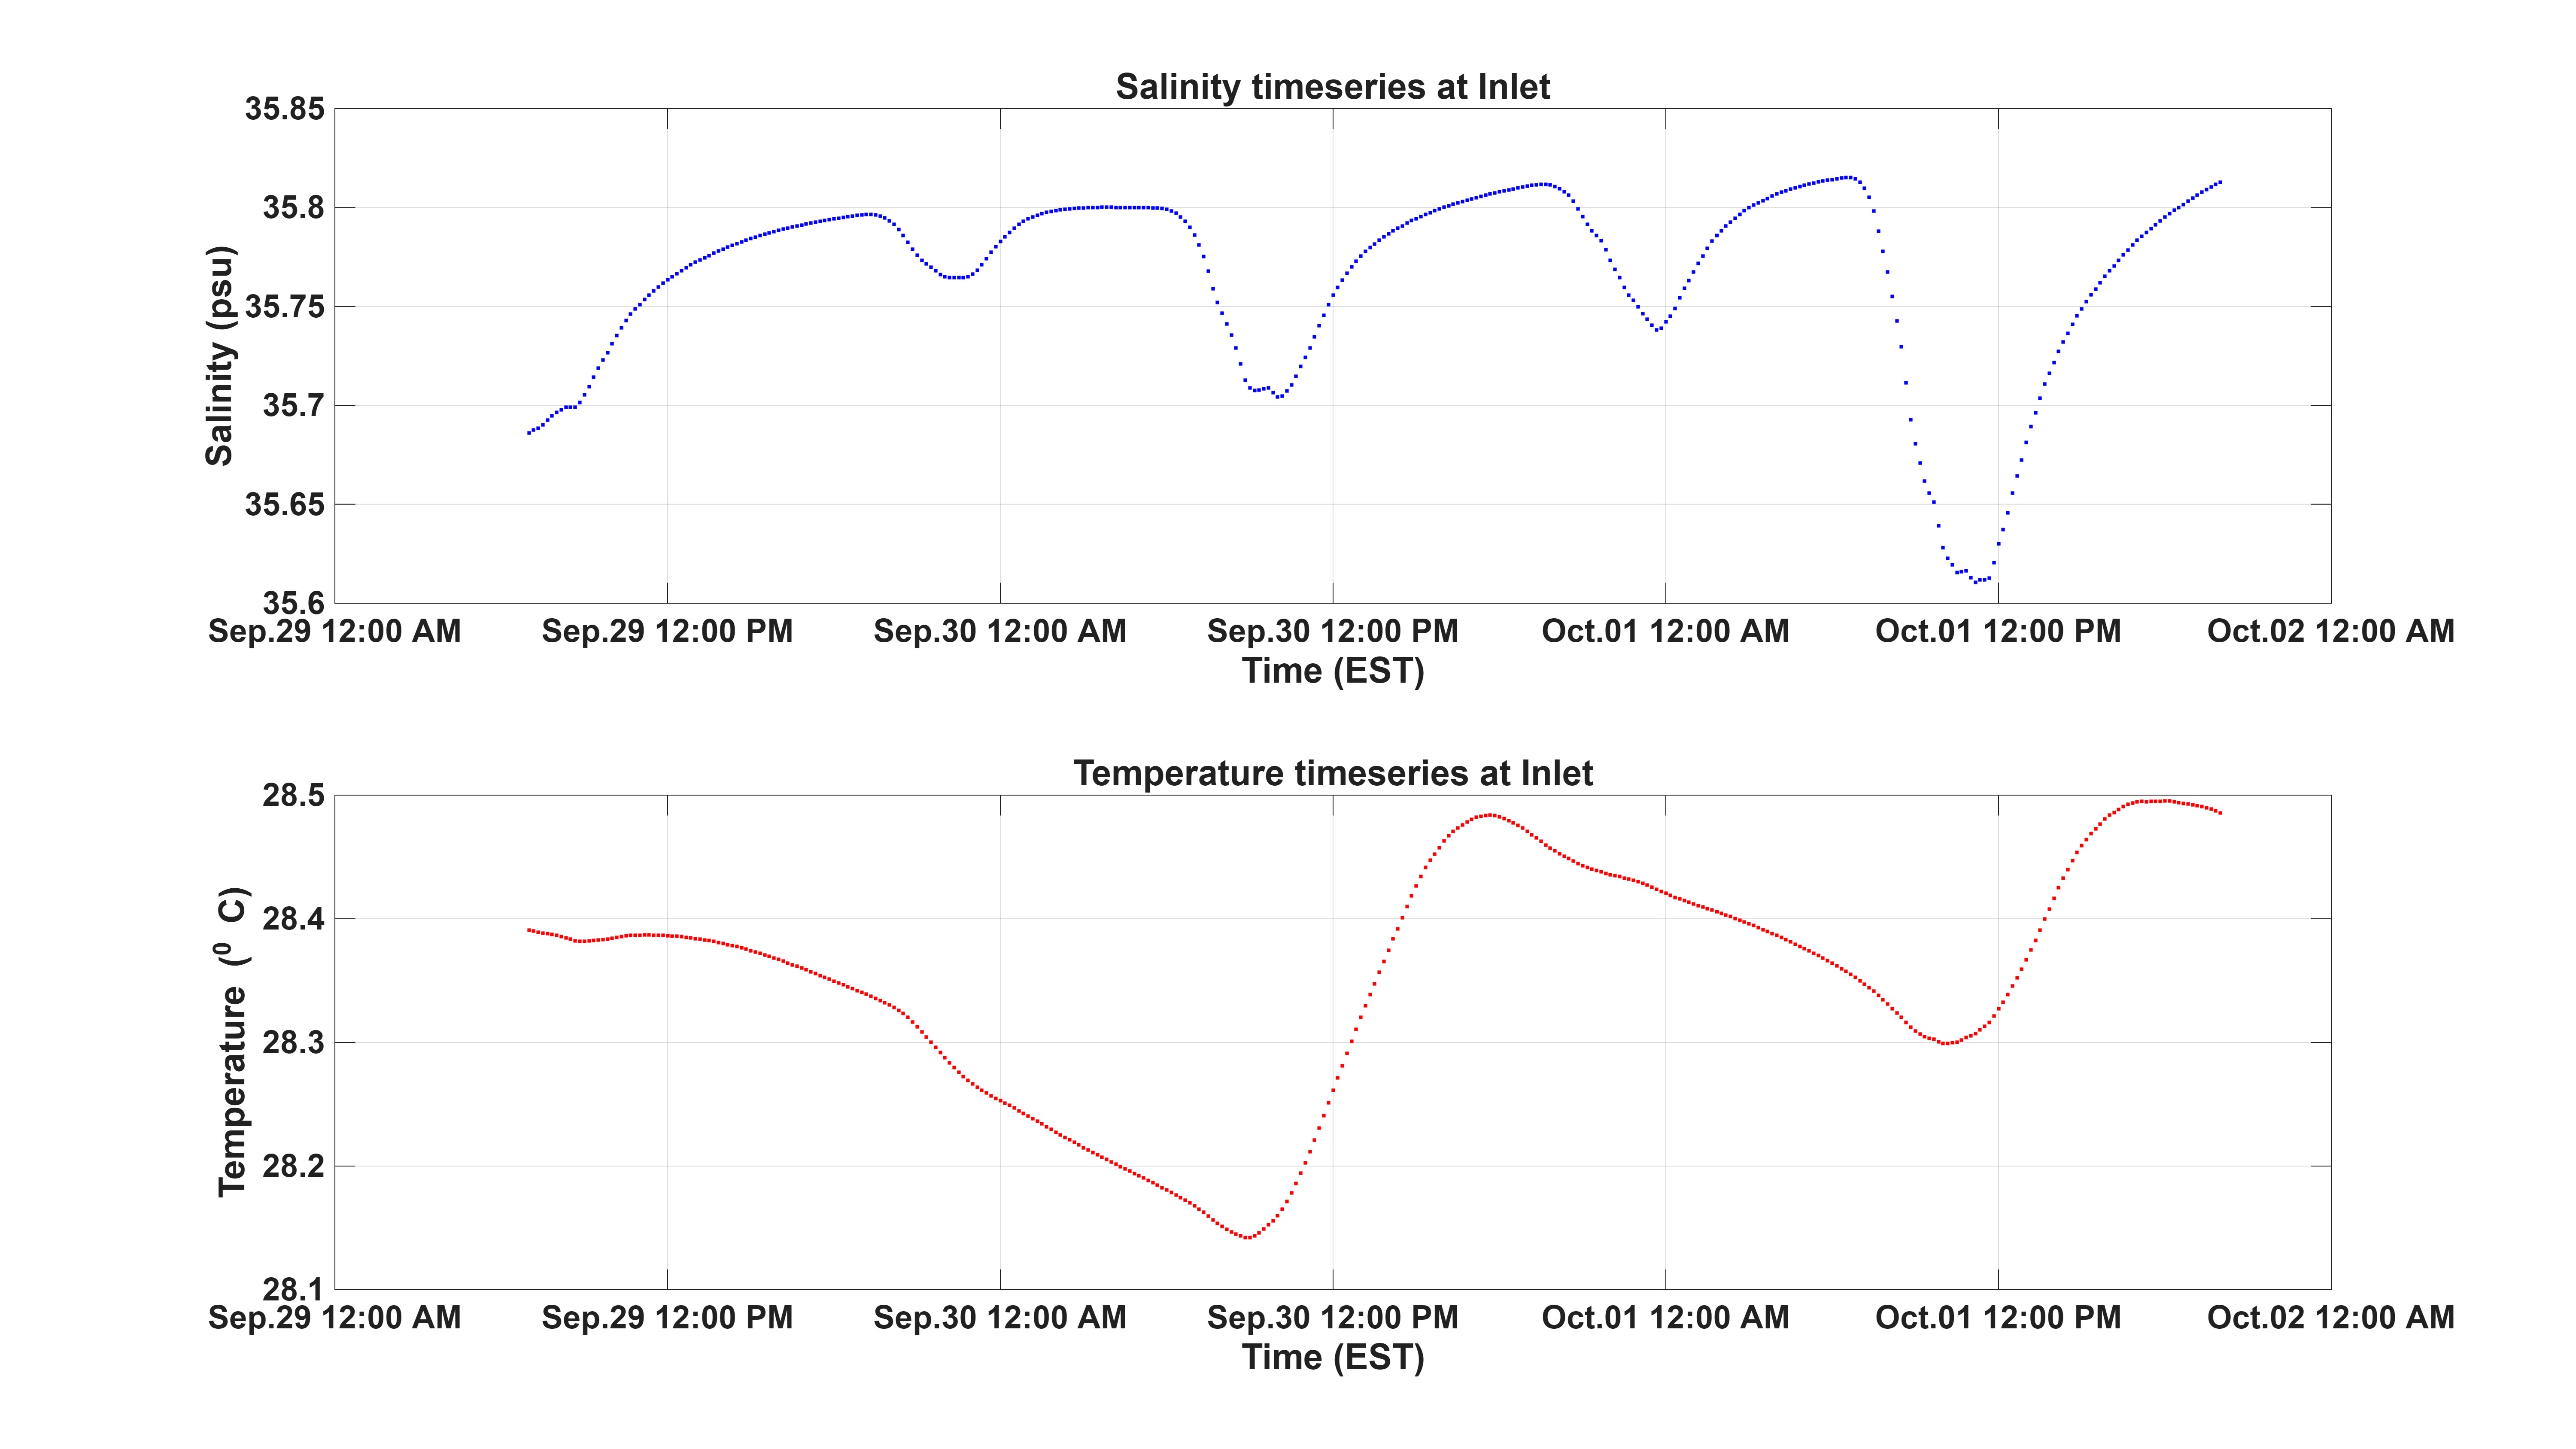 Salinity timeseries at Inlet
35.85
35.8
35.75
35.7
35.65
35.6
Salinity (psu)
Sep.29 12:00 AM Sep.29 12:00 PM Sep.30 12:00 AM Sep.30 12:00 PM Oct.01 12:00 AM Oct.01 12:00 PM Oct.02 12:00 AM
Time (EST)
Temperature timeseries at Inlet
28.5
28.4
28.3
28.2
28.1
Temperature (⁰ C)
Sep.29 12:00 AM Sep.29 12:00 PM Sep.30 12:00 AM Sep.30 12:00 PM Oct.01 12:00 AM Oct.01 12:00 PM Oct.02 12:00 AM
Time (EST)